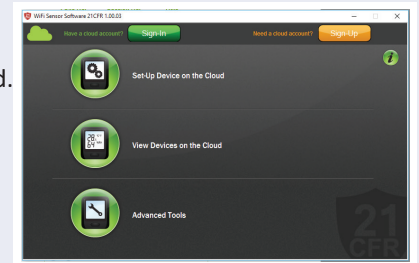 WiFi Sensor Software 21CFR 1.00.03
Have a cloud account? Sign-In Need a cloud account? Sign-Up
d.
Set-Up Device on the Cloud
View Devices on the Cloud
Advanced Tools
21
CFR